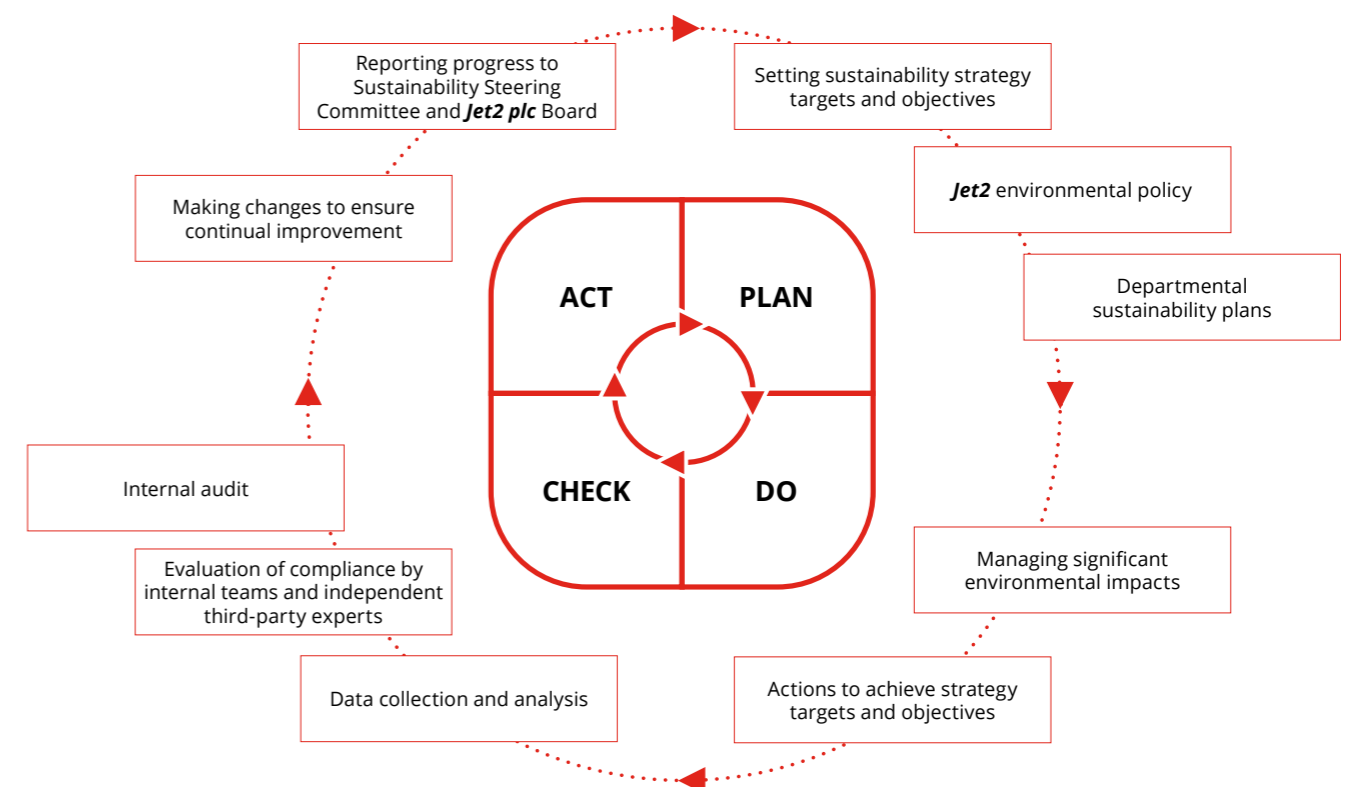 Reporting progress to
Sustainability Steering
Committee and Jet2 plc Board
Setting sustainability strategy
targets and objectives
Jet2 environmental policy
Departmental
sustainability plans
Making changes to ensure
continual improvement
ACT
PLAN
CHECK
DO
Internal audit
Evaluation of compliance by
internal teams and independent
third-party experts
Managing significant
environmental impacts
Data collection and analysis
Actions to achieve strategy
targets and objectives